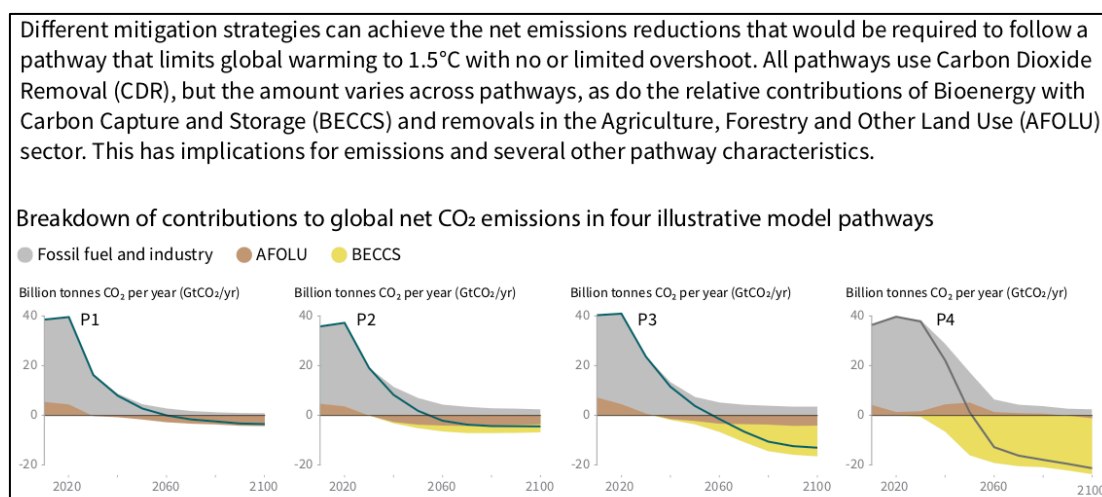 Different mitigation strategies can achieve the net emissions reductions that would be required to follow a
pathway that limits global warming to 1.5°C with no or limited overshoot. All pathways use Carbon Dioxide
Removal (CDR), but the amount varies across pathways, as do the relative contributions of Bioenergy with
Carbon Capture and Storage (BECCS) and removals in the Agriculture, Forestry and Other Land Use (AFOLU)
sector. This has implications for emissions and several other pathway characteristics.
Breakdown of contributions to global net CO₂ emissions in four illustrative model pathways
Fossil fuel and industry AFOLU BECCS
Billion tonnes CO₂ per year (GtCO₂/yr) Billion tonnes CO₂ per year (GtCO₂/yr) Billion tonnes CO₂ per year (GtCO₂/yr) Billion tonnes CO₂ per year (GtCO₂/yr)
40 P1 40 P2 40 P3 40 P4
20 20 20 20
0 0 0 0
-20 -20 -20 -20
2020 2060 2100 2020 2060 2100 2020 2060 2100 2020 2060 2100